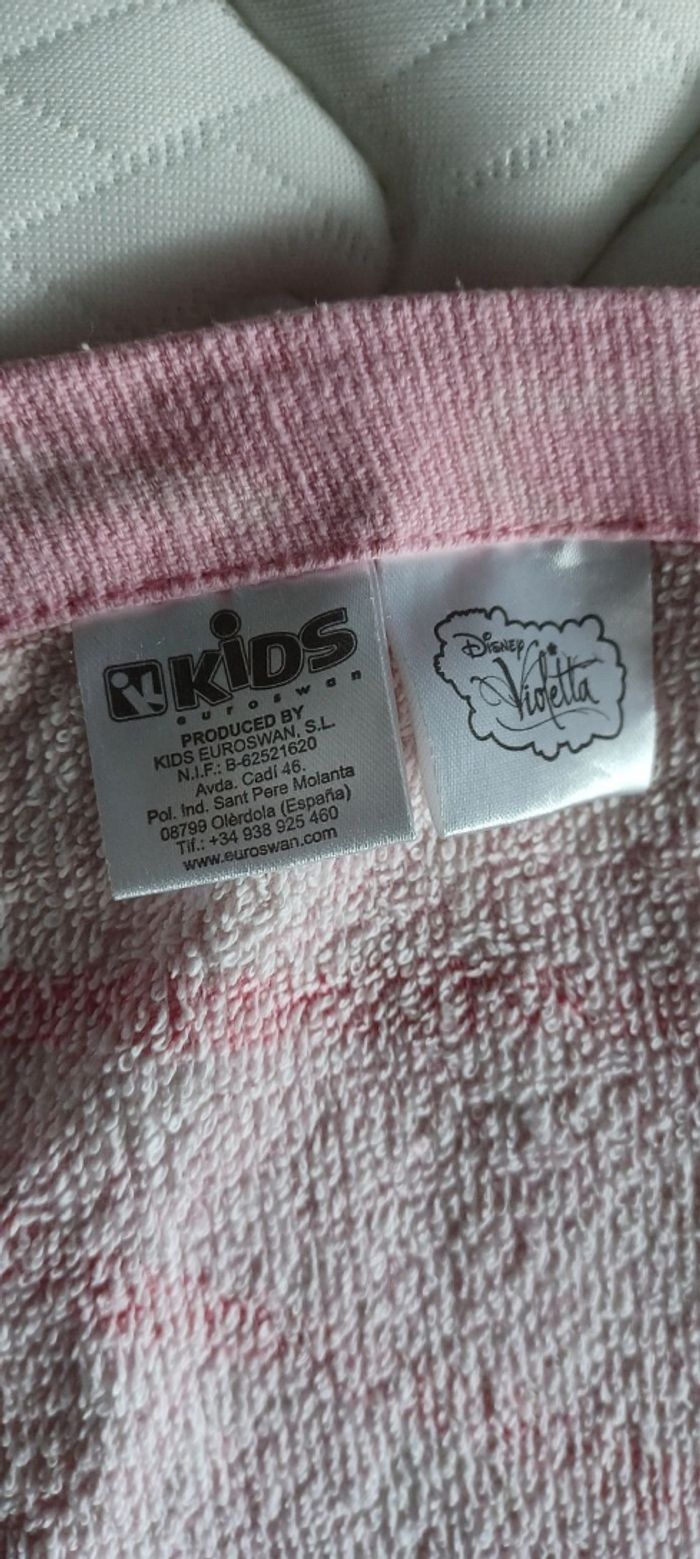 KiDS
euroswan
PRODUCED BY
KIDS EUROSWAN, S.L.
N.I.F.: B-62521620
Avda. Cadí 46.
Pol. Ind. Sant Pere Molanta
08799 Olèrdola (España)
Tif.: +34 938 925 460
www.euroswan.com
Disney
Violetta